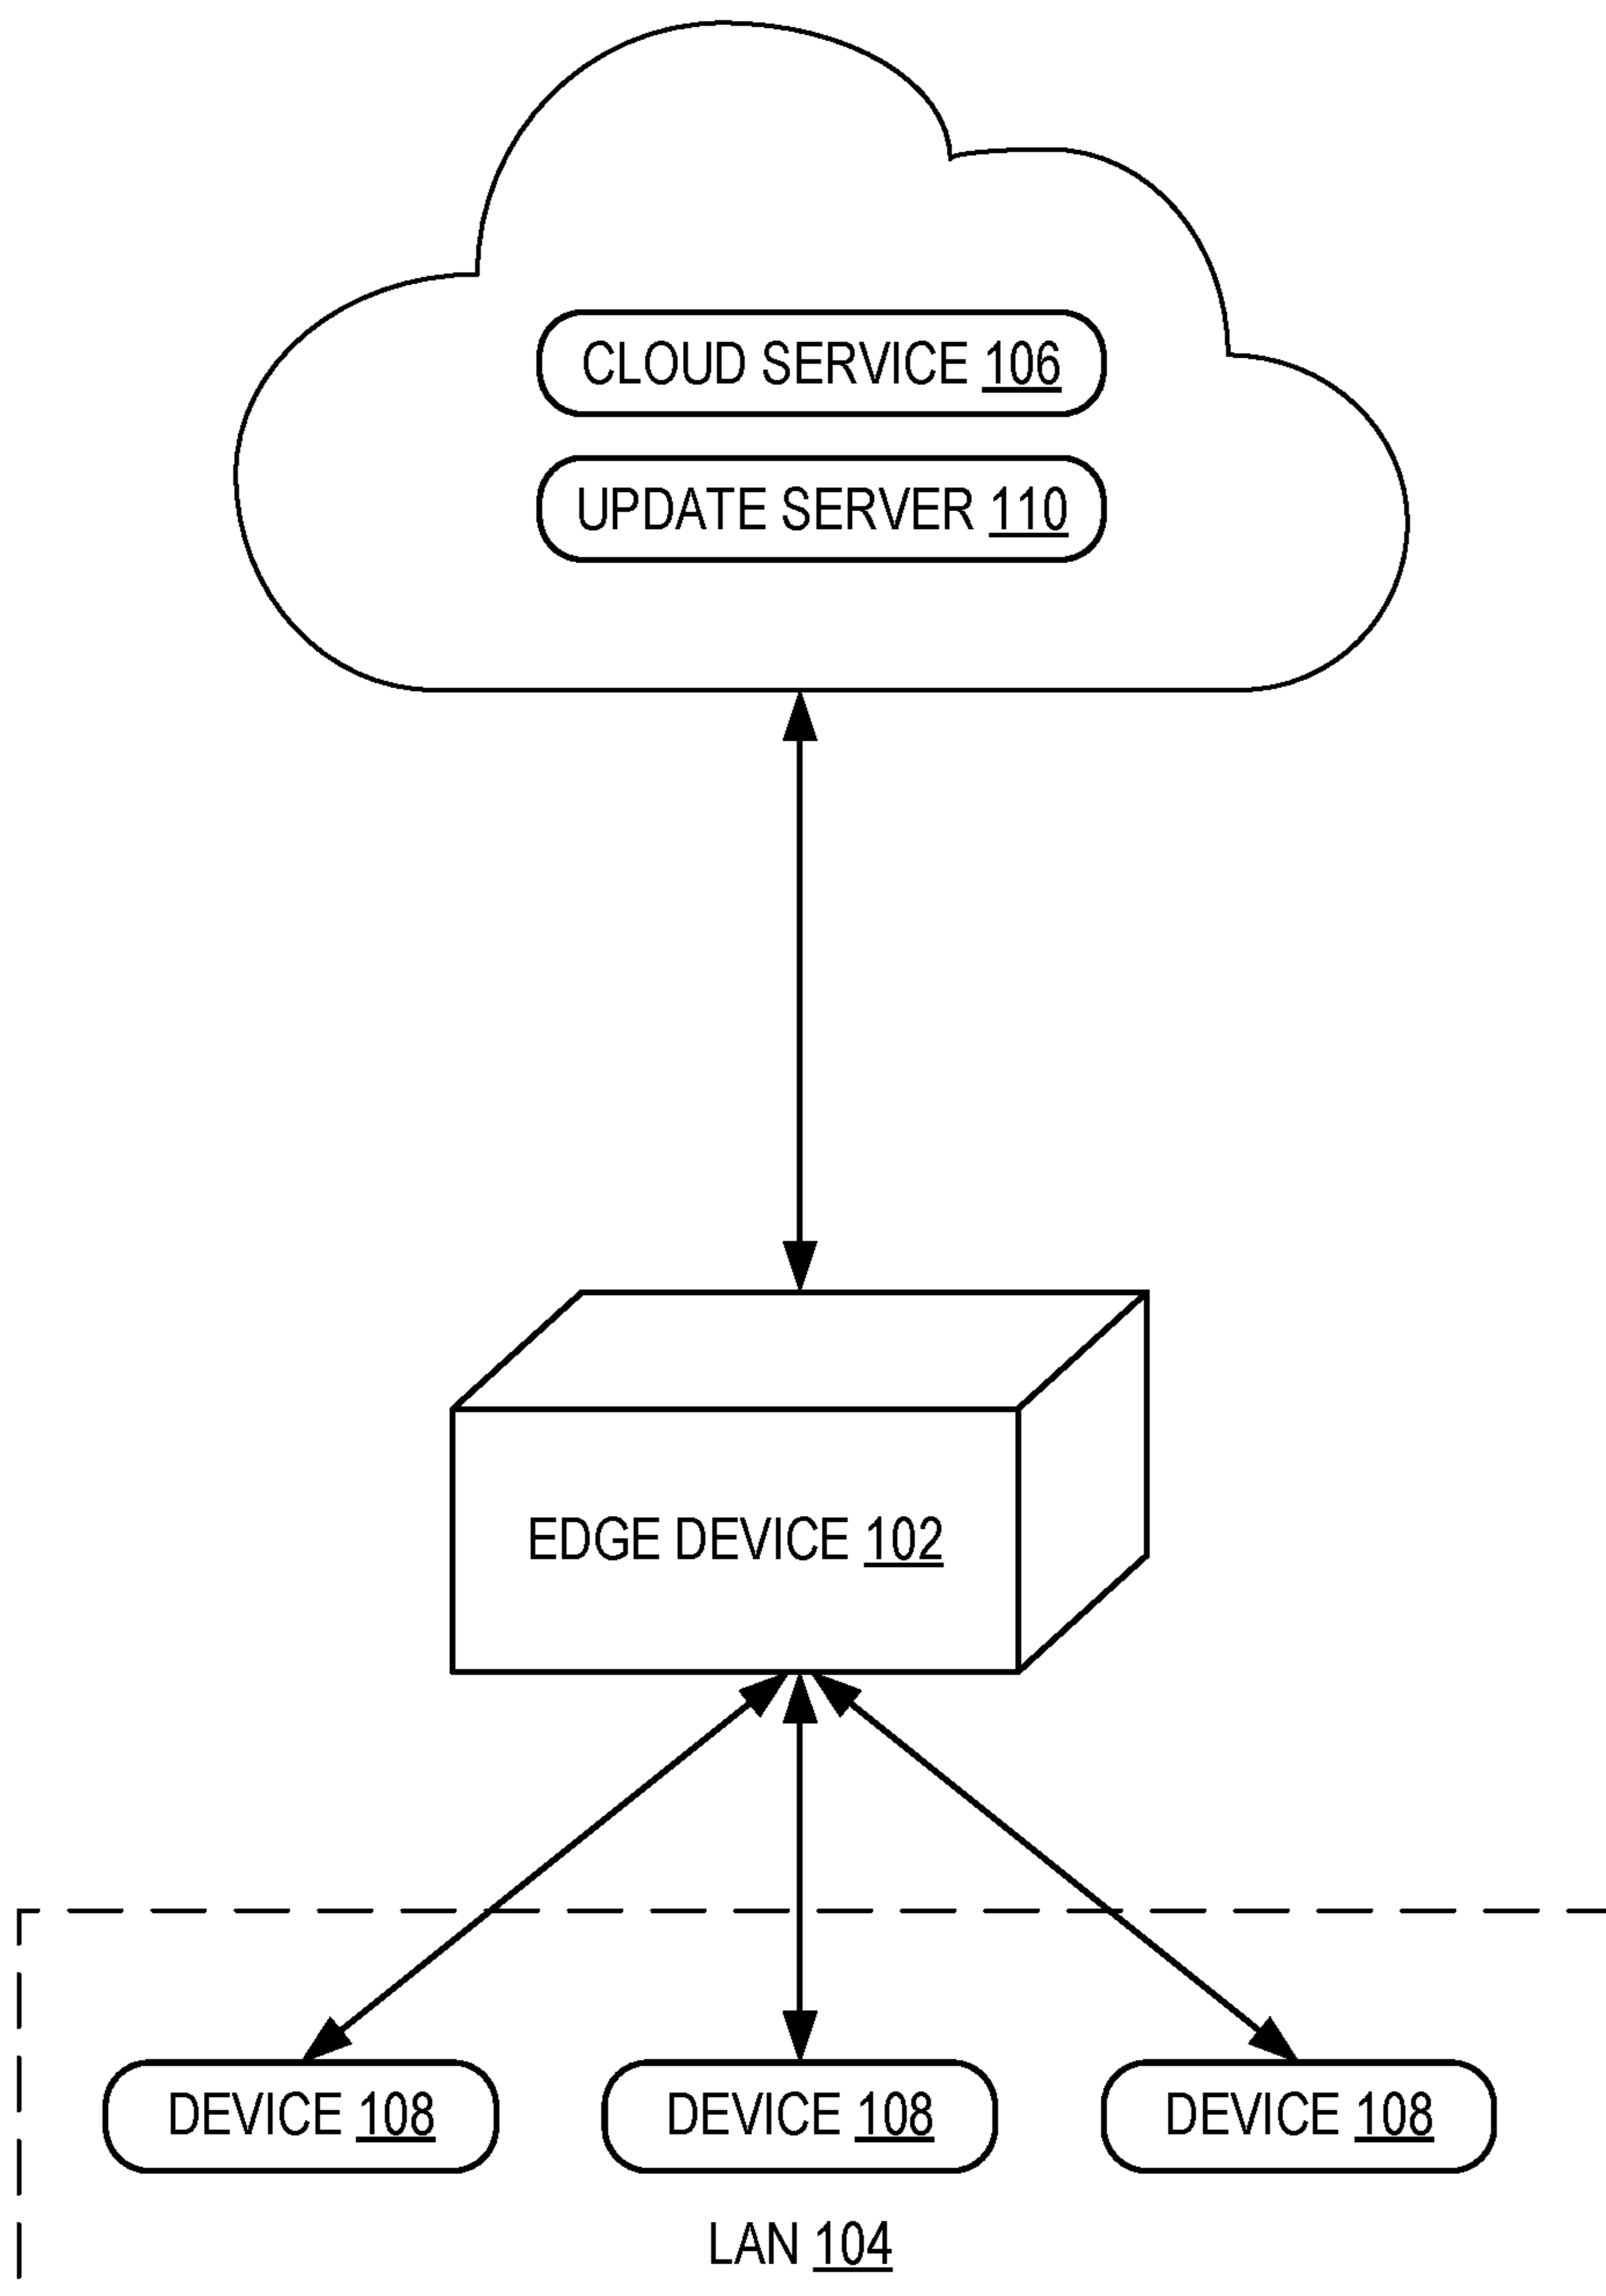 CLOUD SERVICE 106
UPDATE SERVER 110
EDGE DEVICE 102
DEVICE 108 DEVICE 108 DEVICE 108
LAN 104